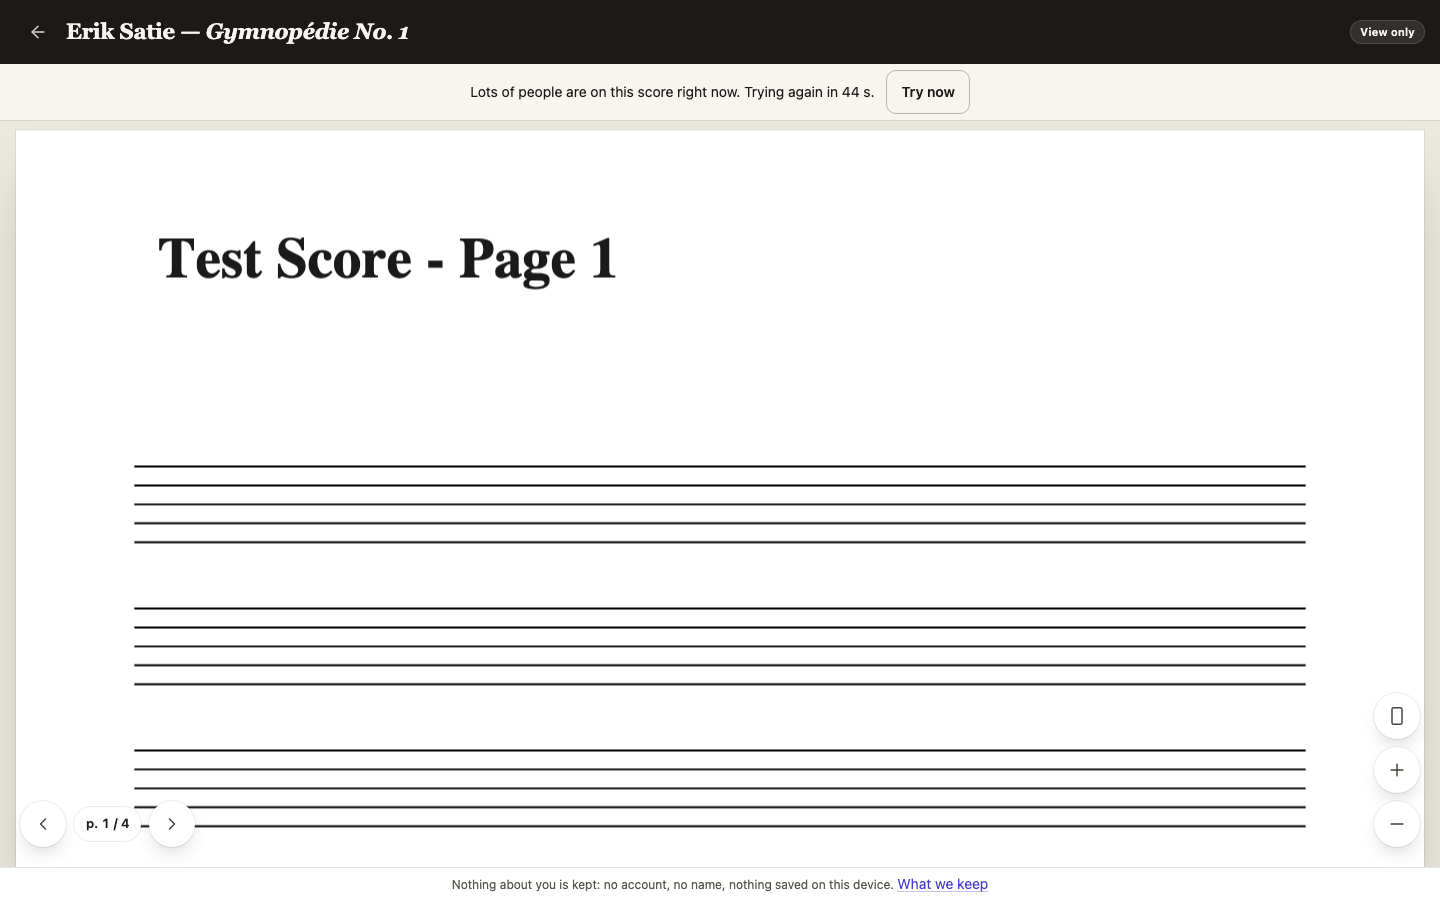 Erik Satie — Gymnopédie No. 1
View only
Lots of people are on this score right now. Trying again in 44 s.
Try now
Test Score - Page 1
p. 1 / 4
Nothing about you is kept: no account, no name, nothing saved on this device. What we keep